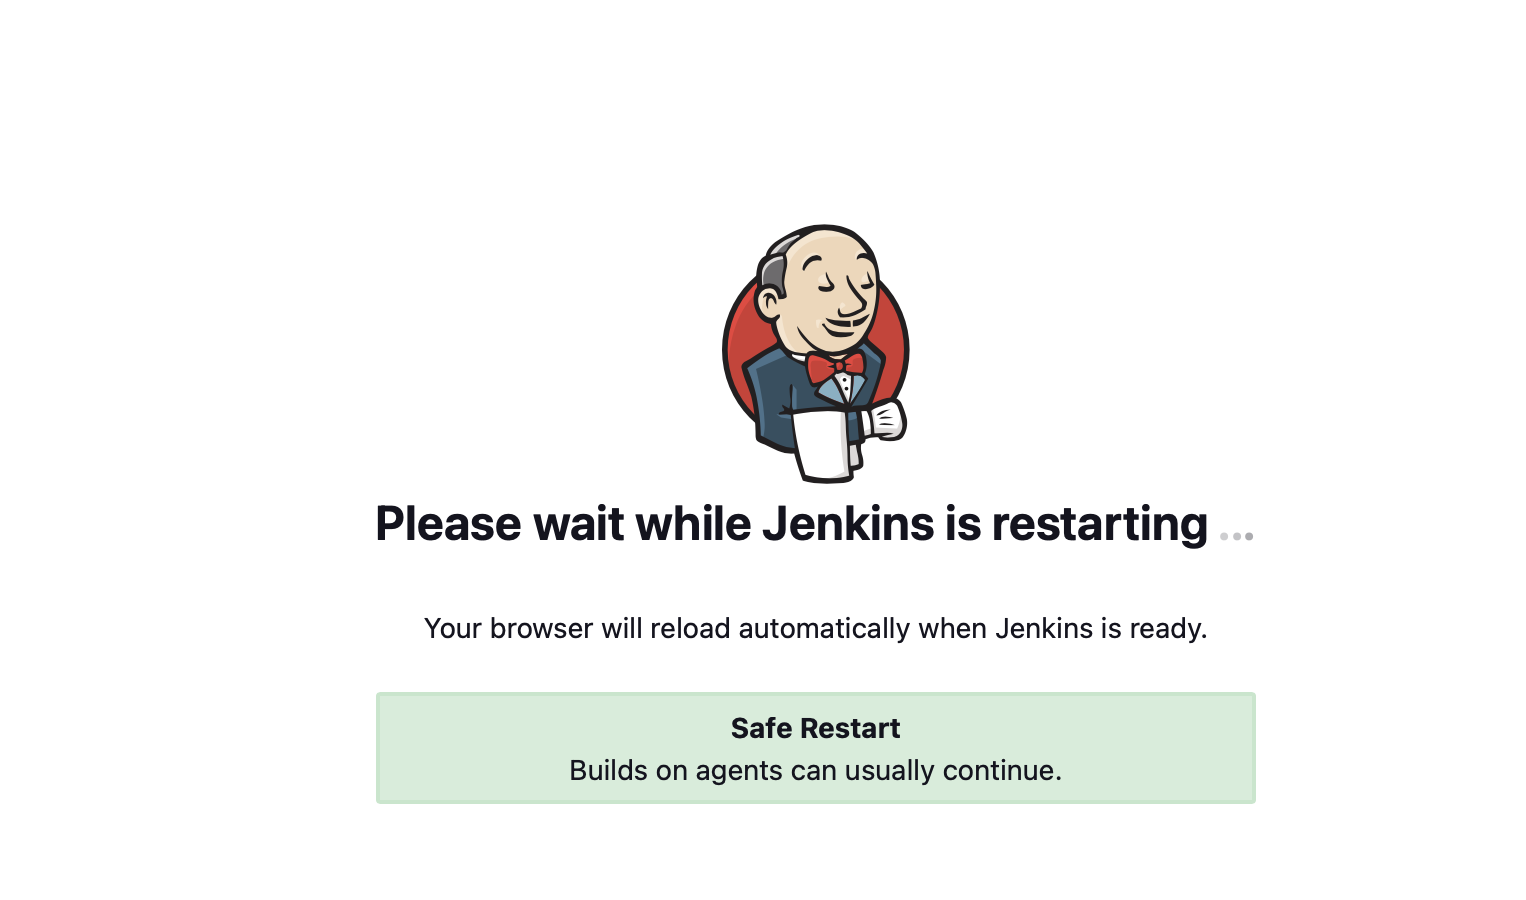 Please wait while Jenkins is restarting ...
Your browser will reload automatically when Jenkins is ready.
Safe Restart
Builds on agents can usually continue.